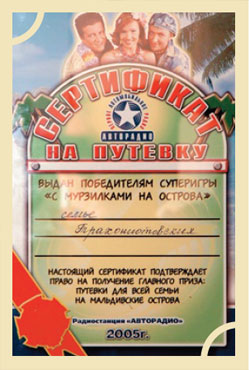 АВТОМОБИЛЬНОЕ
АВТОРАДИО
СЕРТИФИКАТ
НА ПУТЕВКУ
ВЫДАН ПОБЕДИТЕЛЯМ СУПЕРИГРЫ
«С МУРЗИЛКАМИ НА ОСТРОВА»
семье
НАСТОЯЩИЙ СЕРТИФИКАТ ПОДТВЕРЖДАЕТ
ПРАВО НА ПОЛУЧЕНИЕ ГЛАВНОГО ПРИЗА:
ПУТЕВКИ ДЛЯ ВСЕЙ СЕМЬИ
НА МАЛЬДИВСКИЕ ОСТРОВА
Радиостанция «АВТОРАДИО»
2005г.